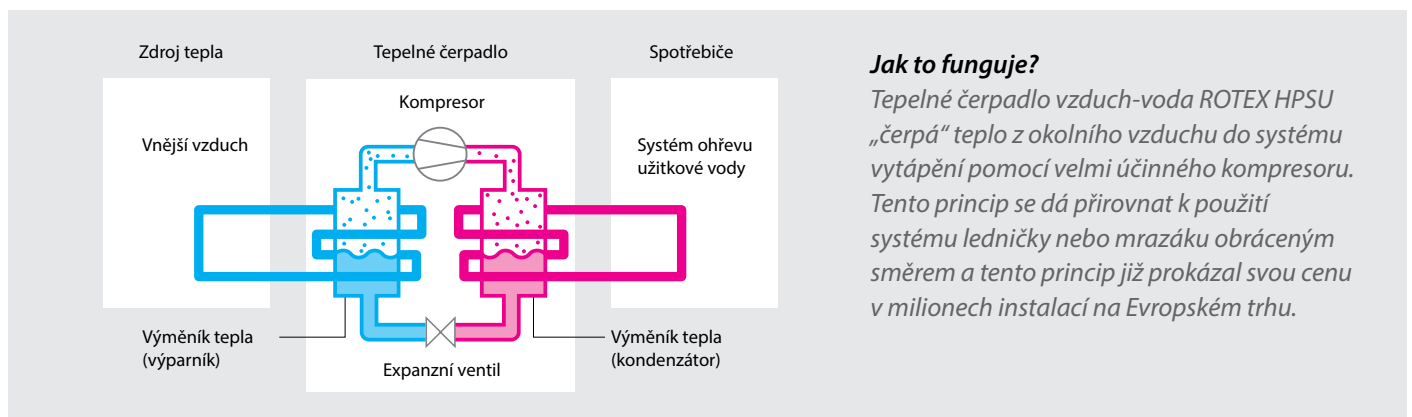 Zdroj tepla
Tepelné čerpadlo
Spotřebiče
Kompresor
Vnější vzduch
Systém ohřevu
užitkové vody
Výměník tepla
(výparník)
Expanzní ventil
Výměník tepla
(kondenzátor)
Jak to funguje?
Tepelné čerpadlo vzduch-voda ROTEX HPSU
„čerpá“ teplo z okolního vzduchu do systému
vytápění pomocí velmi účinného kompresoru.
Tento princip se dá přirovnat k použití
systému ledničky nebo mrazáku obráceným
směrem a tento princip již prokázal svou cenu
v milionech instalací na Evropském trhu.